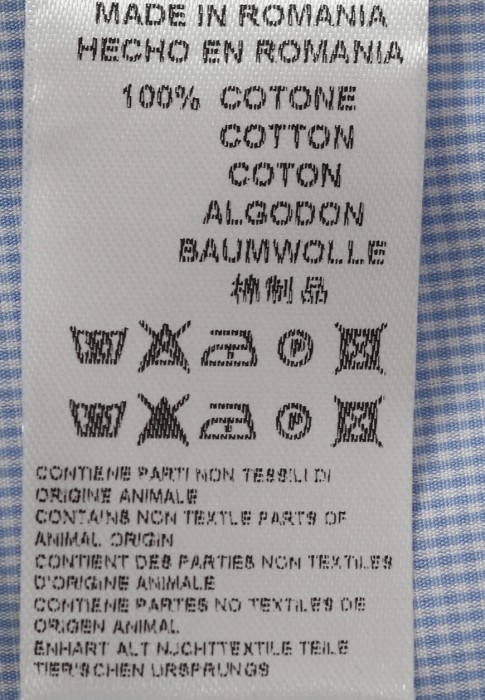 MADE IN ROMANIA
HECHO EN ROMANIA
100% COTONE
COTTON
COTON
ALGODON
BAUMWOLLE
棉制品
CONTIENE PARTI NON TESSILI DI
ORIGINE ANIMALE
CONTAINS NON TEXTLE PARTS OF
ANIMAL ORIGIN
CONTIENT DES PARTIES NON TEXTILES
D'ORIGINE ANIMALE
CONTIENE PARTES NO TEXTILES DE
ORIGEN ANIMAL
ENHART ALT NJCHTTEXTILE TEILE
TIERISCHEN URSPRUNGS